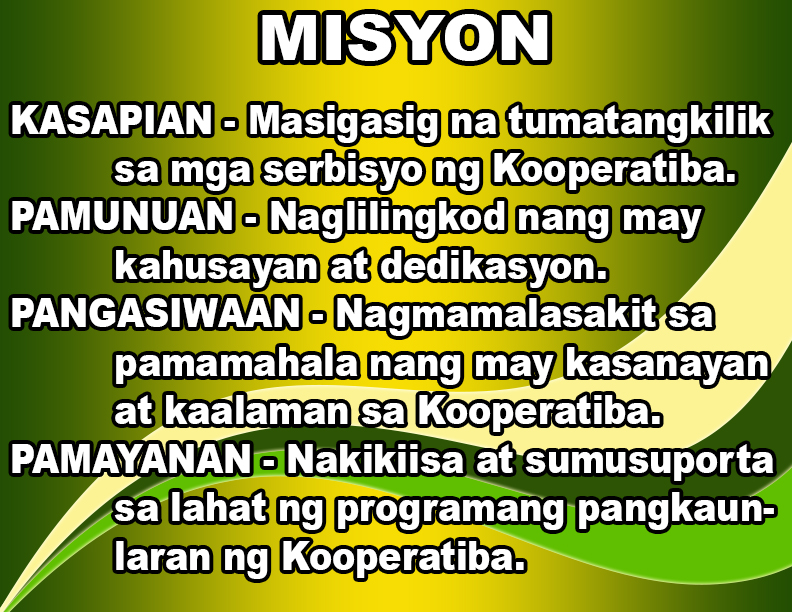 MISYON
KASAPIAN - Masigasig na tumatangkilik
sa mga serbisyo ng Kooperatiba.
PAMUNUAN - Naglilingkod nang may
kahusayan at dedikasyon.
PANGASIWAAN - Nagmamalasakit sa
pamamahala nang may kasanayan
at kaalaman sa Kooperatiba.
PAMAYANAN - Nakikiisa at sumusuporta
sa lahat ng programang pangkaun-
laran ng Kooperatiba.